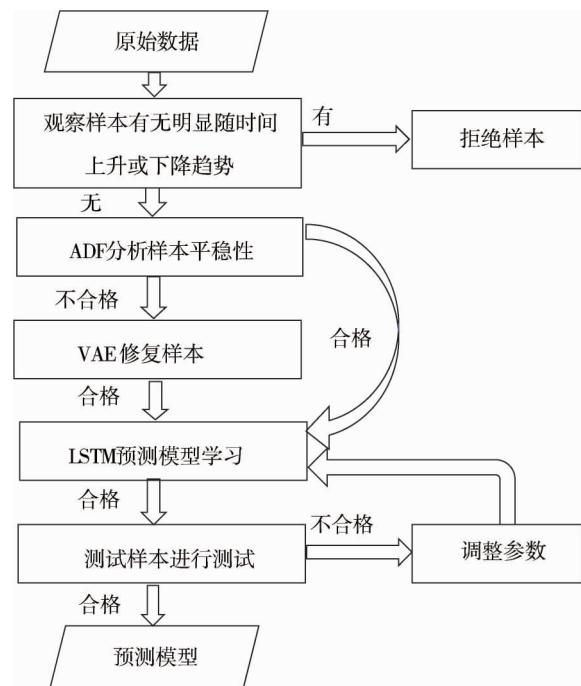 原始数据
观察样本有无明显随时间
上升或下降趋势
有
拒绝样本
无
ADF分析样本平稳性
不合格
合格
VAE修复样本
合格
LSTM预测模型学习
合格
测试样本进行测试
不合格
调整参数
合格
预测模型